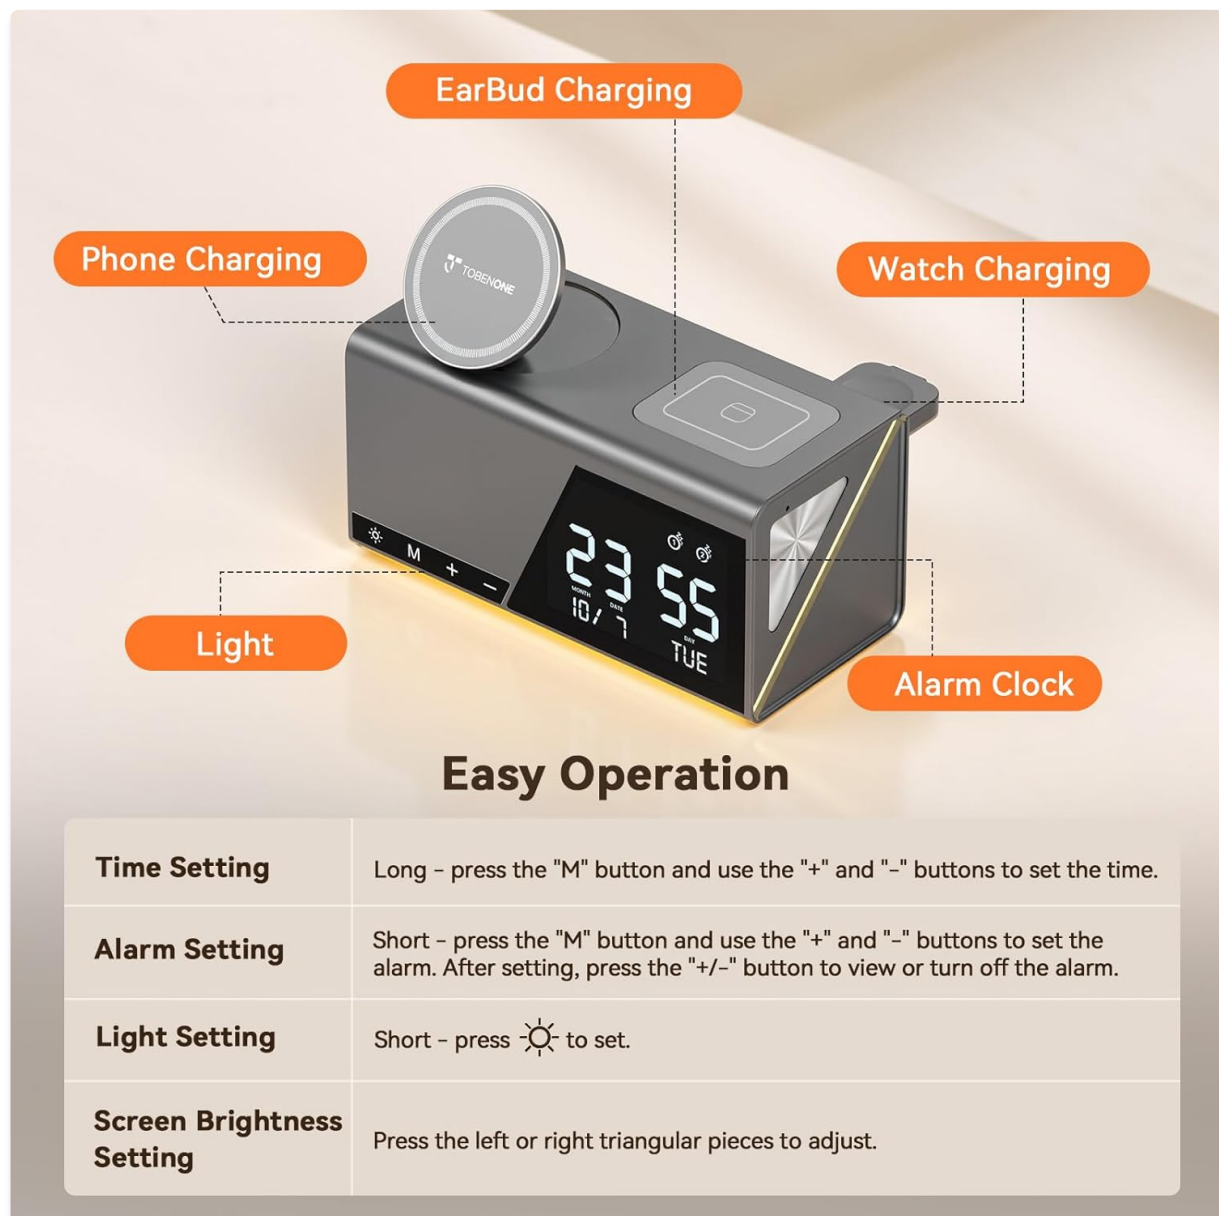 EarBud Charging
Phone Charging
Watch Charging
TOBENONE
M
+
−
23 55
MONTH DATE
10/ 7
DAY
TUE
1
2
Light
Alarm Clock
Easy Operation
Time Setting
Long - press the "M" button and use the "+" and "-" buttons to set the time.
Alarm Setting
Short - press the "M" button and use the "+" and "-" buttons to set the
alarm. After setting, press the "+/-" button to view or turn off the alarm.
Light Setting
Short - press to set.
Screen Brightness
Setting
Press the left or right triangular pieces to adjust.